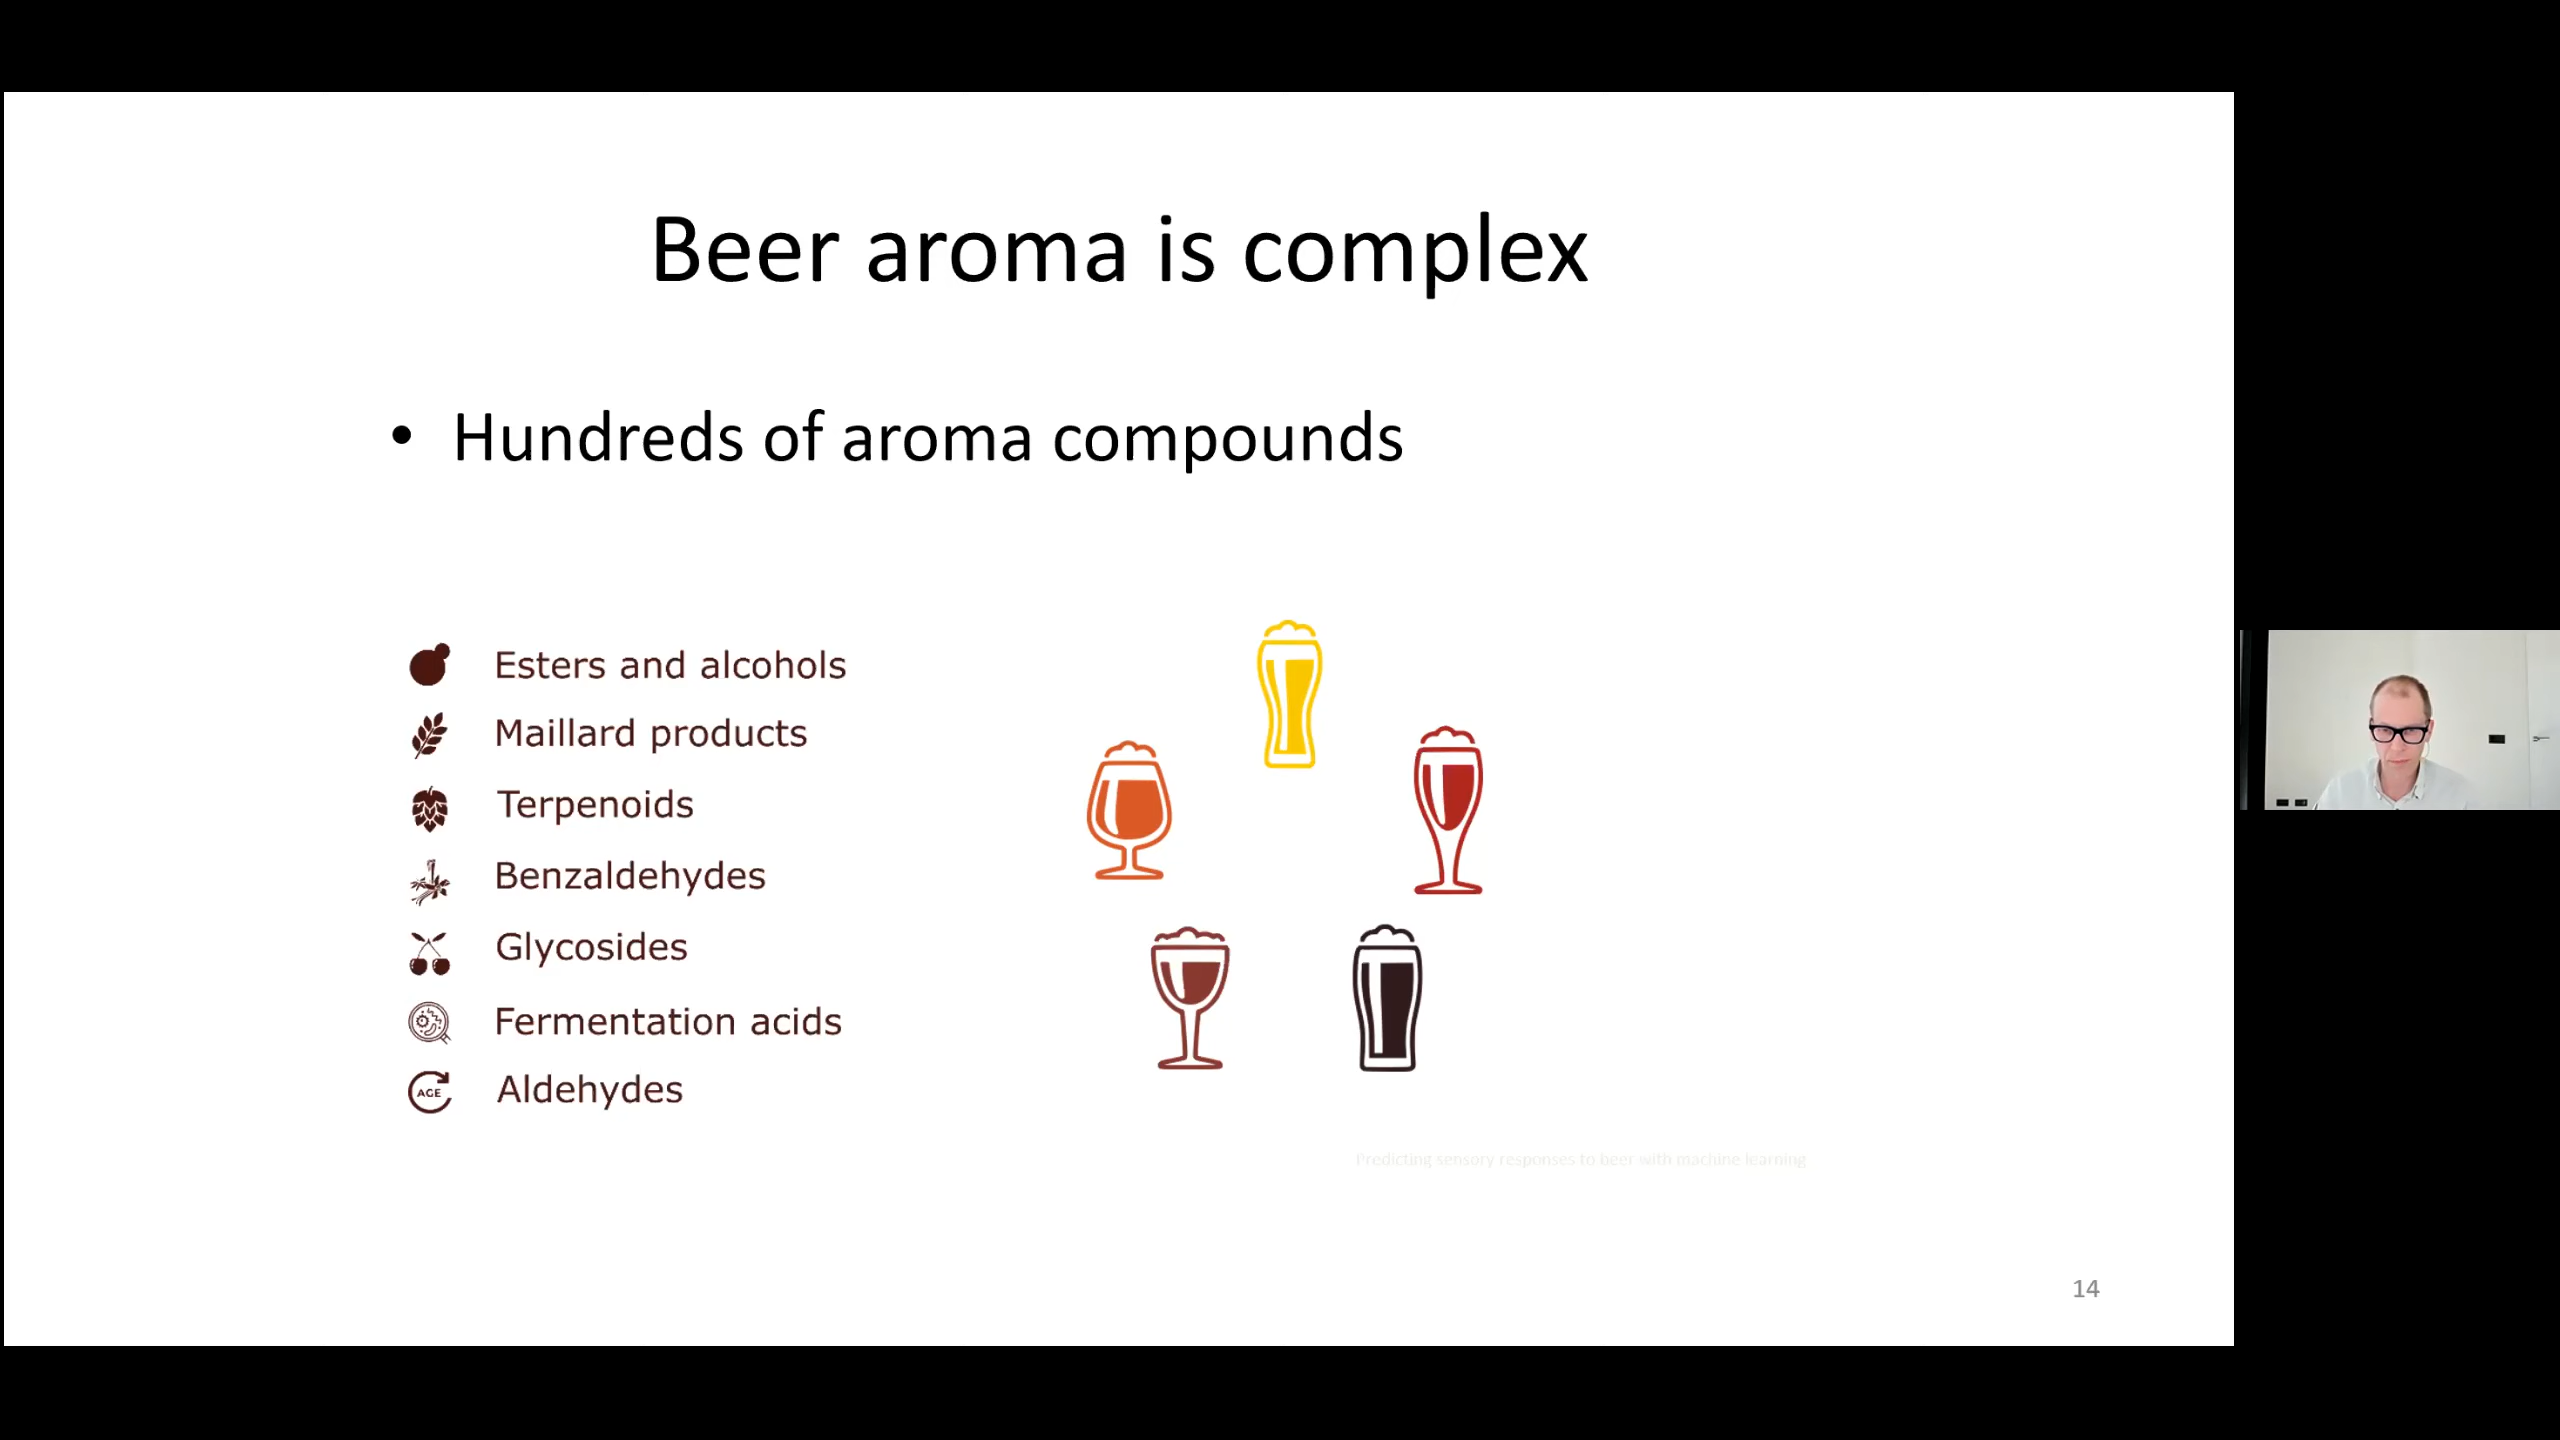 Beer aroma is complex
• Hundreds of aroma compounds
Esters and alcohols
Maillard products
Terpenoids
Benzaldehydes
Glycosides
Fermentation acids
AGE
Aldehydes
Predicting sensory responses to beer with machine learning
14